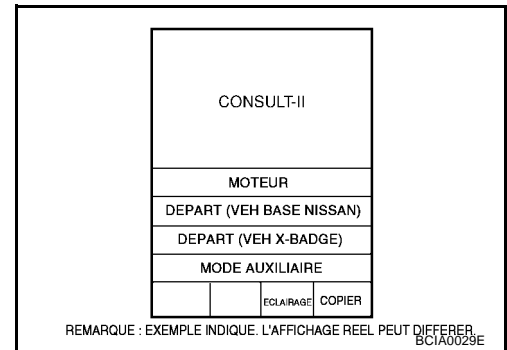 CONSULT-II
MOTEUR
DEPART (VEH BASE NISSAN)
DEPART (VEH X-BADGE)
MODE AUXILIAIRE
ECLAIRAGE COPIER
REMARQUE : EXEMPLE INDIQUE. L'AFFICHAGE REEL PEUT DIFFERER.
BCIA0029E